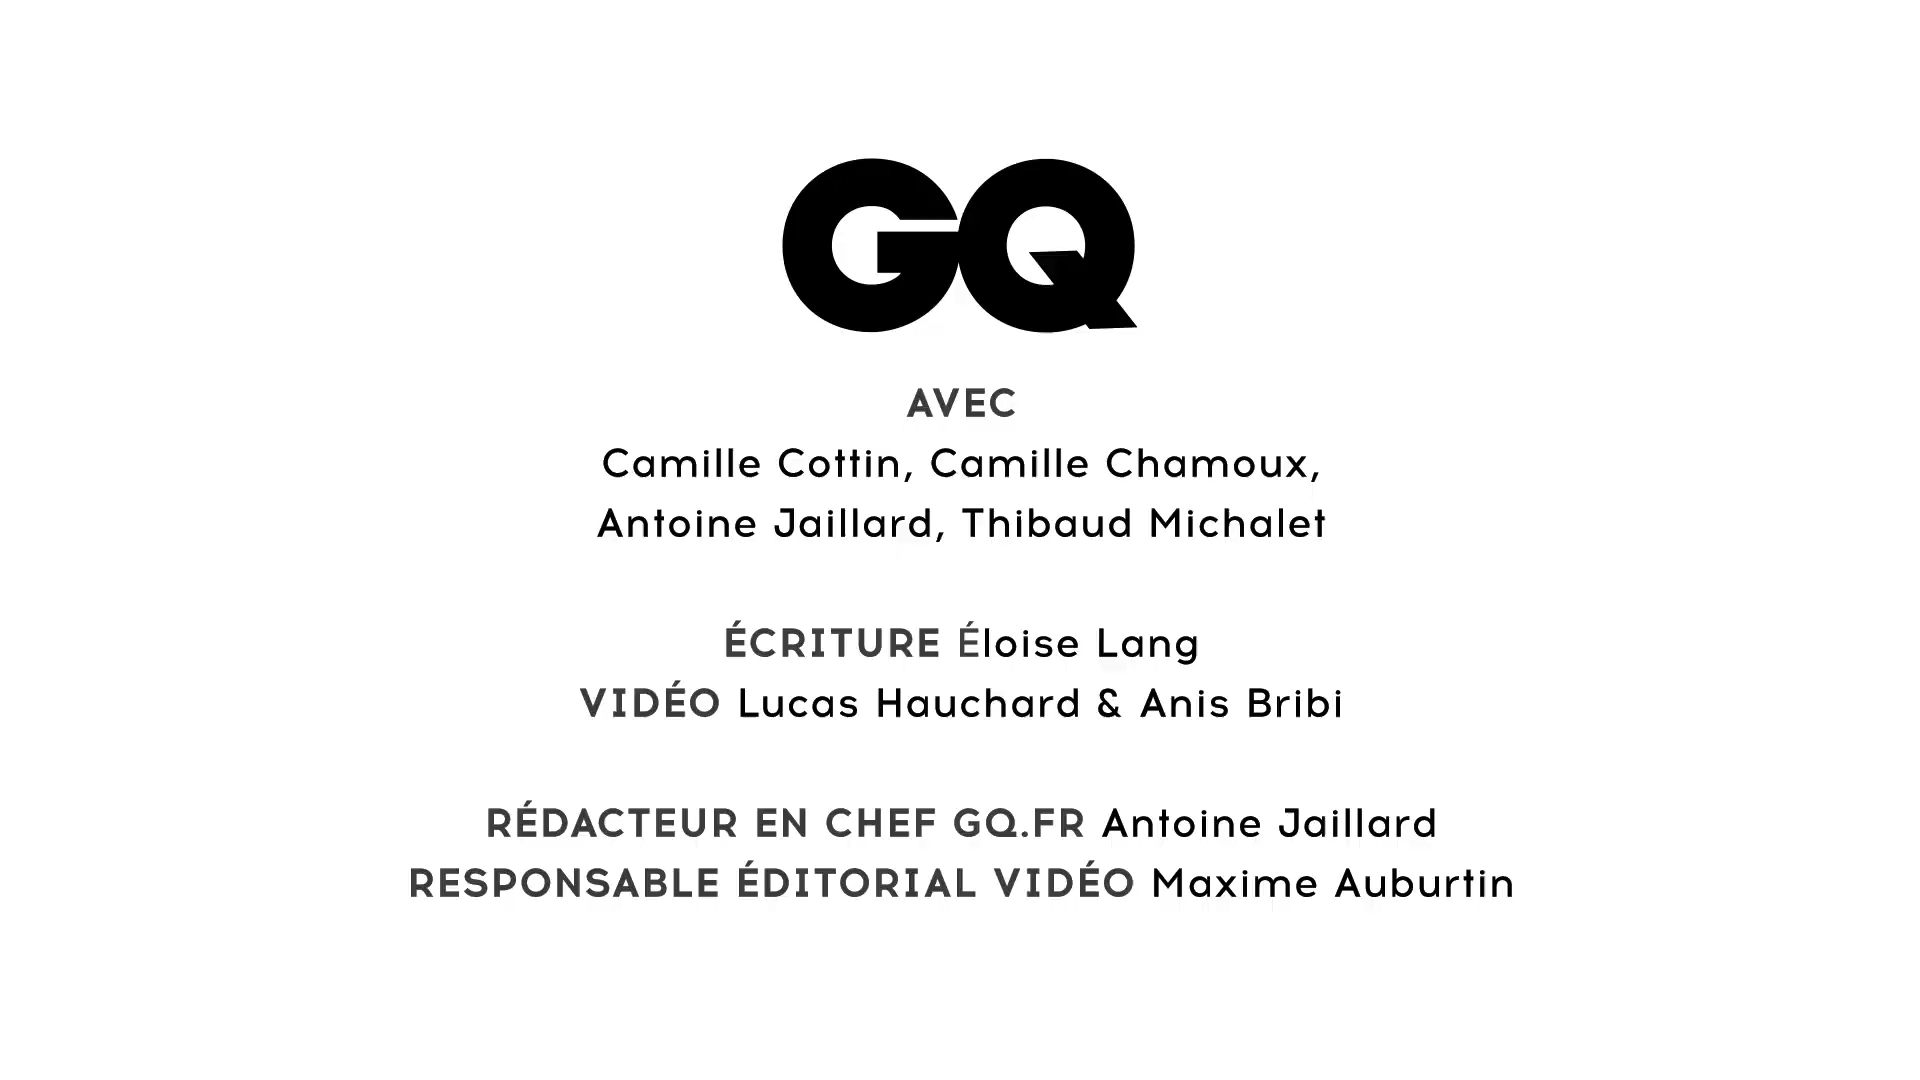 GQ
AVEC
Camille Cottin, Camille Chamoux,
Antoine Jaillard, Thibaud Michalet
ÉCRITURE Éloise Lang
VIDÉO Lucas Hauchard & Anis Bribi
RÉDACTEUR EN CHEF GQ.FR Antoine Jaillard
RESPONSABLE ÉDITORIAL VIDÉO Maxime Auburtin